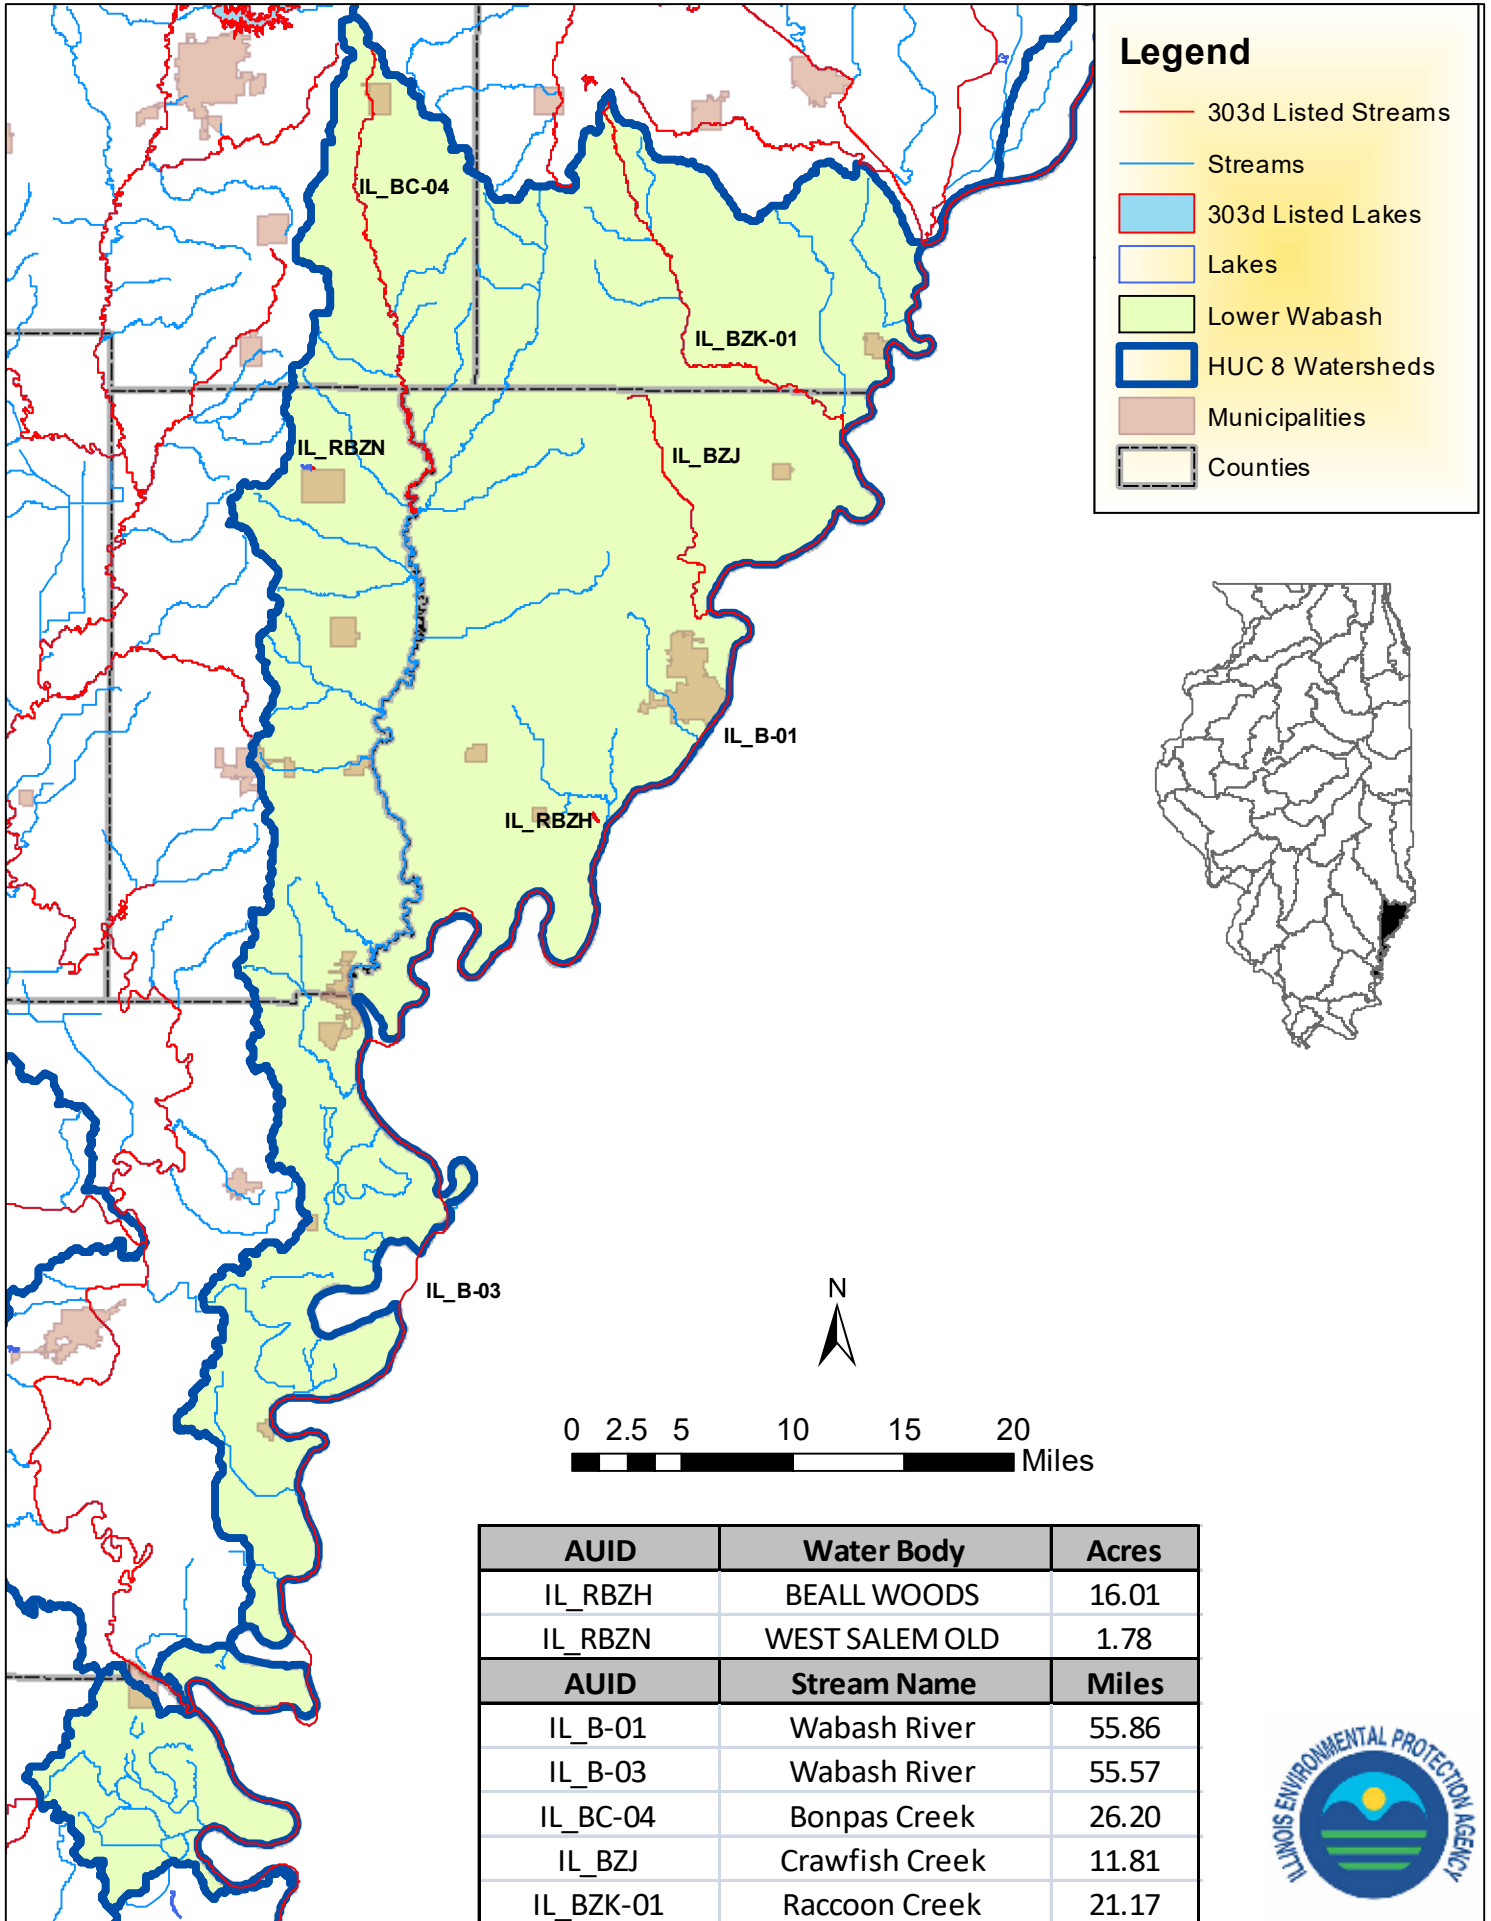 Legend
303d Listed Streams
Streams
303d Listed Lakes
Lakes
Lower Wabash
HUC 8 Watersheds
Municipalities
Counties
IL_BC-04
IL_BZK-01
IL_RBZN
IL_BZJ
IL_B-01
IL_RBZH
IL_B-03
N
0 2.5 5 10 15 20
Miles
AUID Water Body Acres
IL_RBZH BEALL WOODS 16.01
IL_RBZN WEST SALEM OLD 1.78
AUID Stream Name Miles
IL_B-01 Wabash River 55.86
IL_B-03 Wabash River 55.57
IL_BC-04 Bonpas Creek 26.20
IL_BZJ Crawfish Creek 11.81
IL_BZK-01 Raccoon Creek 21.17
ILLINOIS ENVIRONMENTAL PROTECTION AGENCY